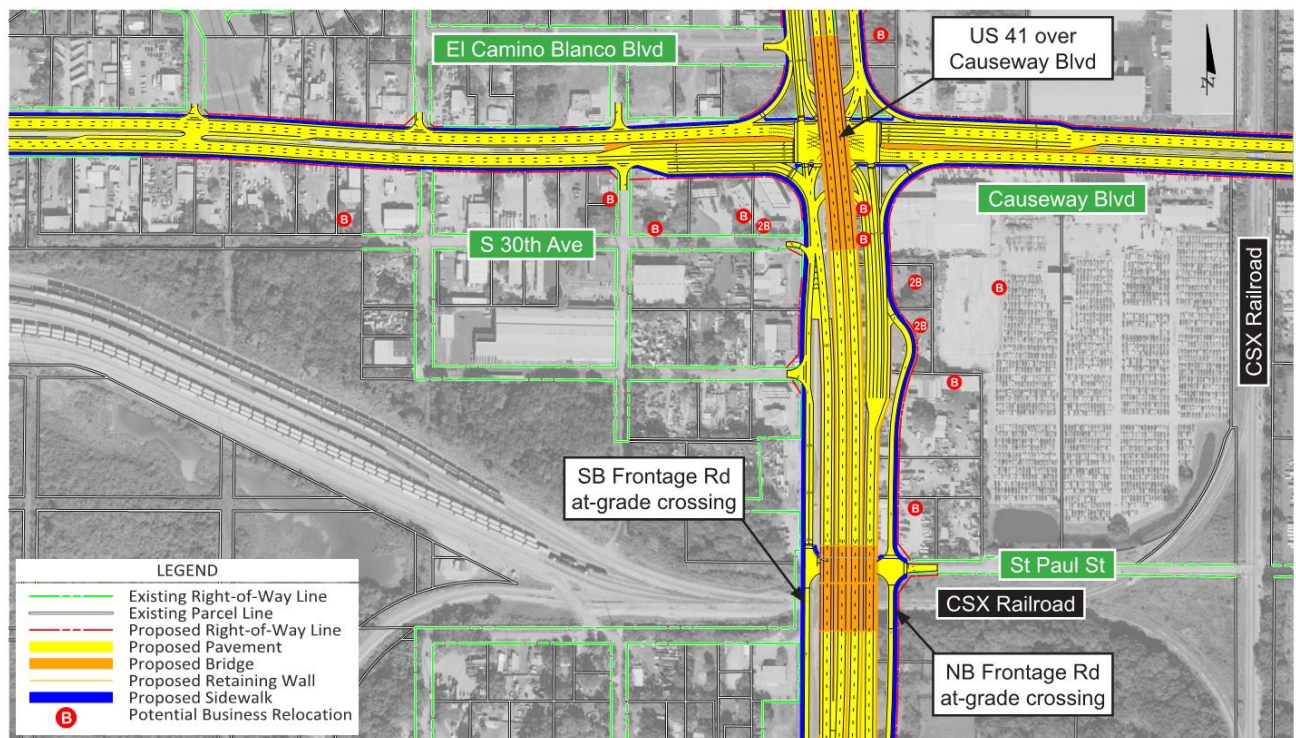 El Camino Blanco Blvd
US 41 over
Causeway Blvd
N
B
Causeway Blvd
B
B
B
B
2B
B
B
S 30th Ave
CSX Railroad
2B
B
2B
B
SB Frontage Rd
at-grade crossing
B
St Paul St
CSX Railroad
NB Frontage Rd
at-grade crossing
LEGEND
Existing Right-of-Way Line
Existing Parcel Line
Proposed Right-of-Way Line
Proposed Pavement
Proposed Bridge
Proposed Retaining Wall
Proposed Sidewalk
B Potential Business Relocation